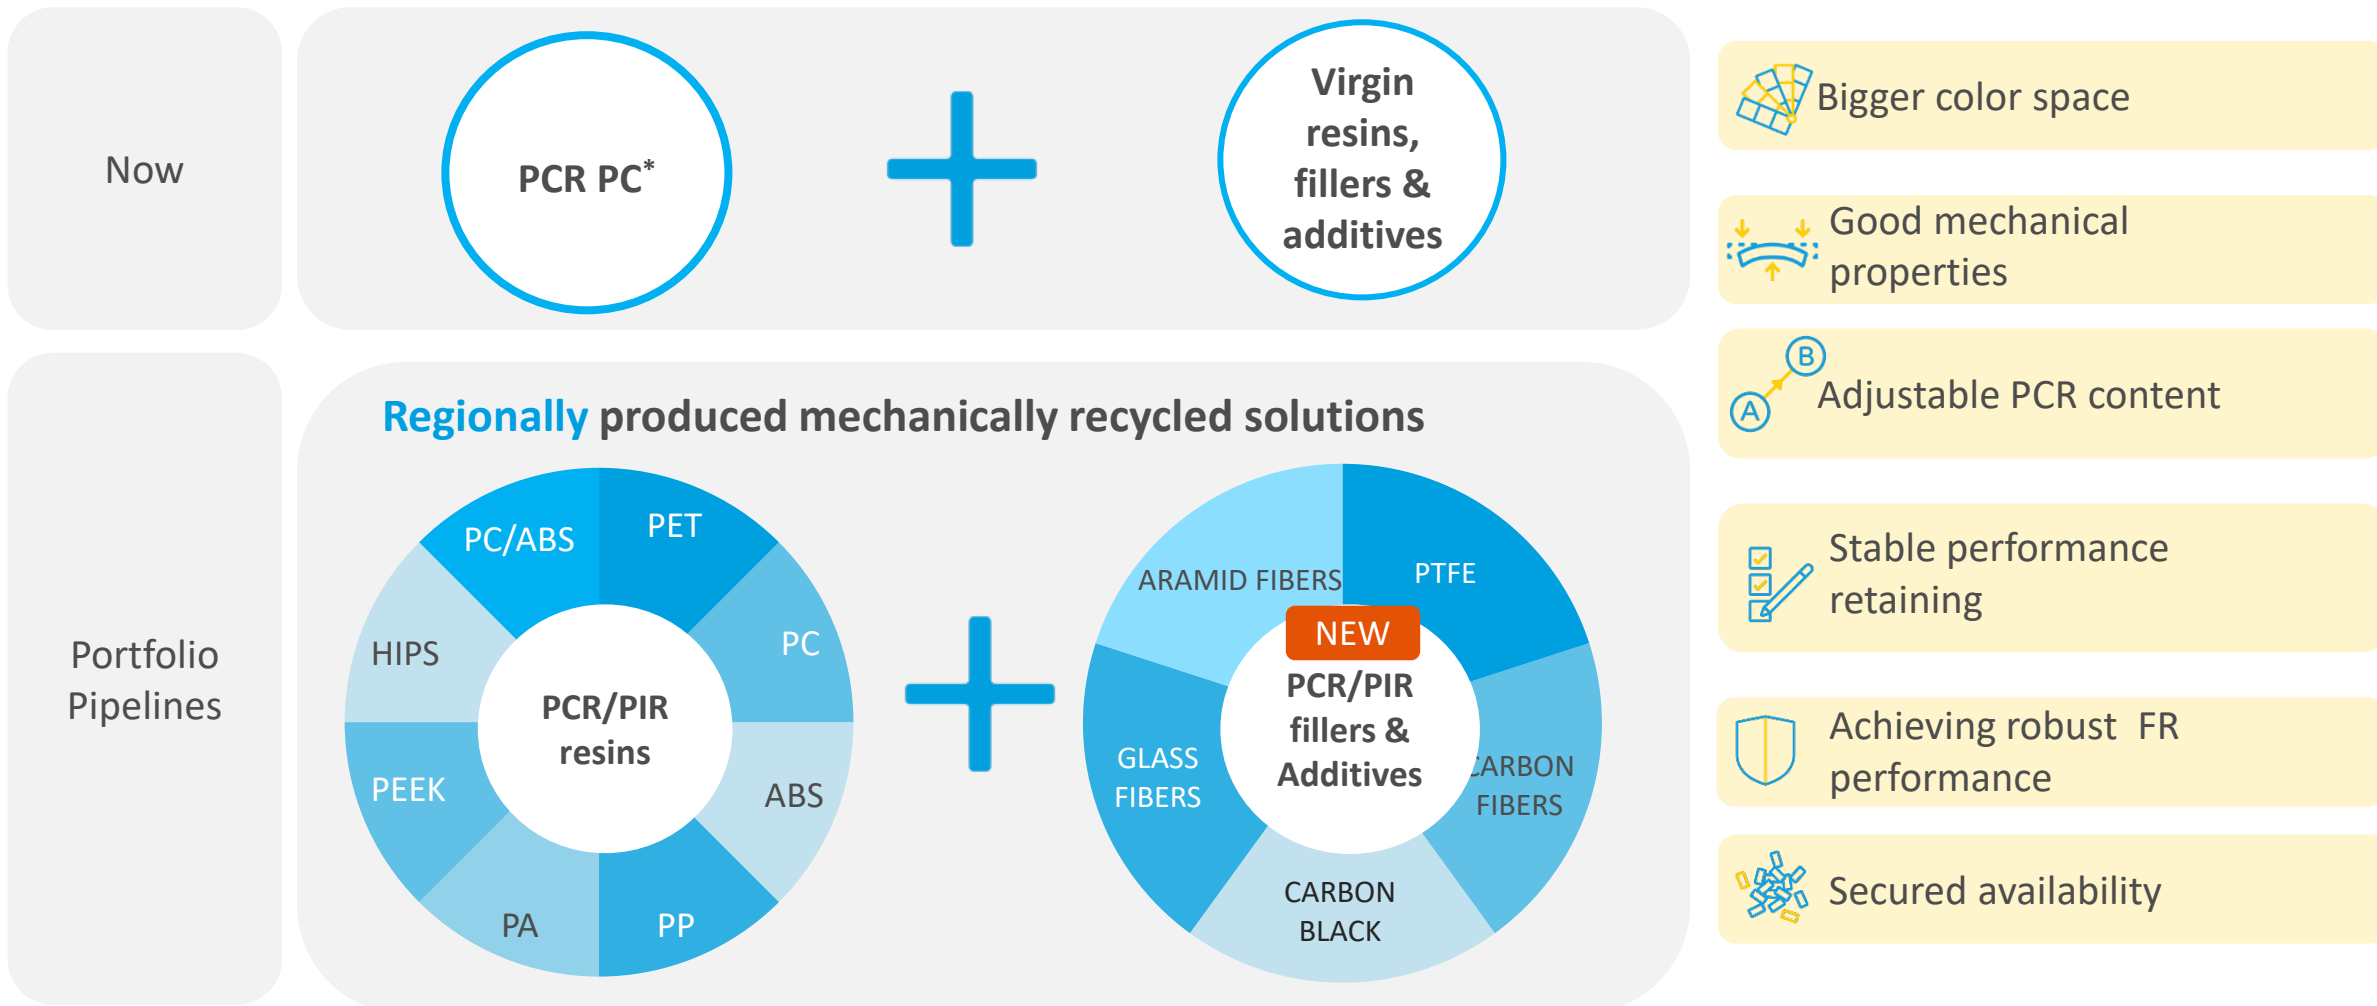 Now
PCR PC*
Virgin
resins,
fillers &
additives
Bigger color space
Good mechanical
properties
A
B
Adjustable PCR content
Stable performance
retaining
Achieving robust FR
performance
Secured availability
Portfolio
Pipelines
Regionally produced mechanically recycled solutions
PC/ABS
PET
PC
ABS
PP
PA
PEEK
HIPS
PCR/PIR
resins
ARAMID FIBERS
PTFE
NEW
PCR/PIR
fillers &
Additives
GLASS
FIBERS
CARBON
FIBERS
CARBON
BLACK